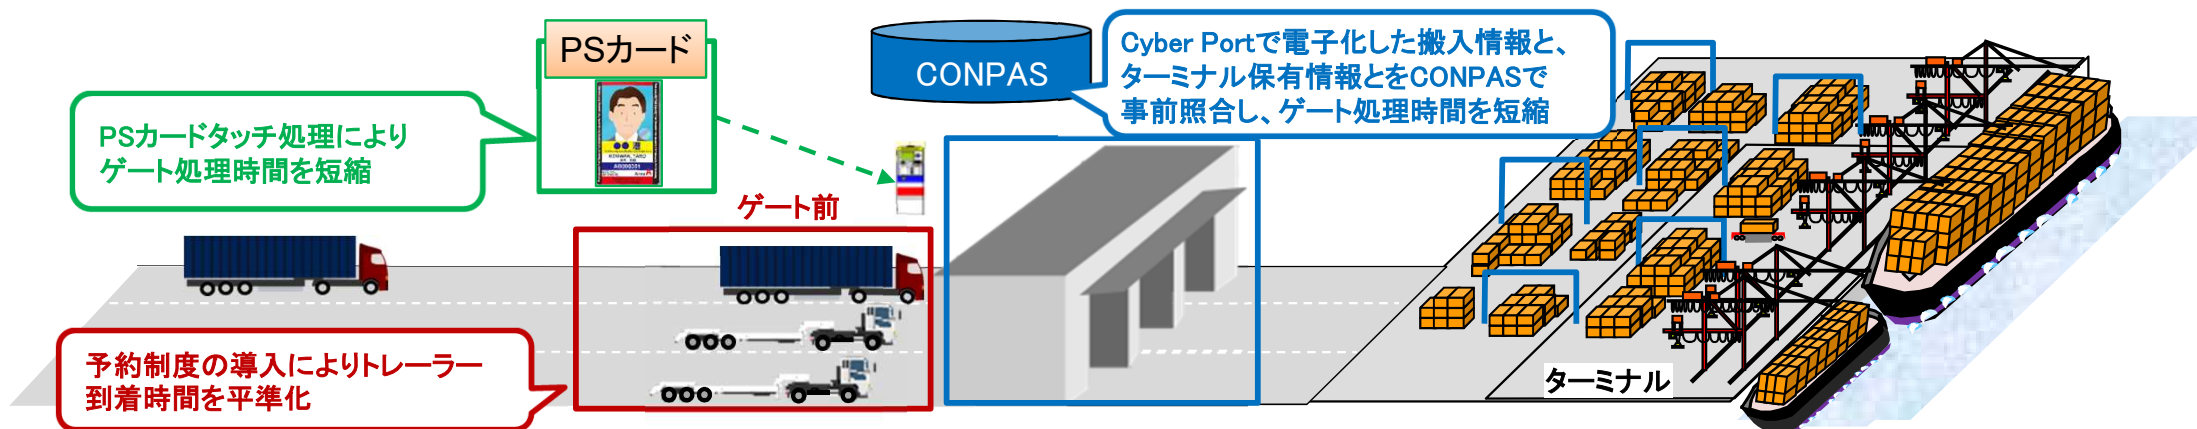 PSカード
CONPAS
Cyber Portで電子化した搬入情報と、
ターミナル保有情報とをCONPASで
事前照合し、ゲート処理時間を短縮
PSカードタッチ処理により
ゲート処理時間を短縮
ゲート前
予約制度の導入によりトレーラー
到着時間を平準化
ターミナル